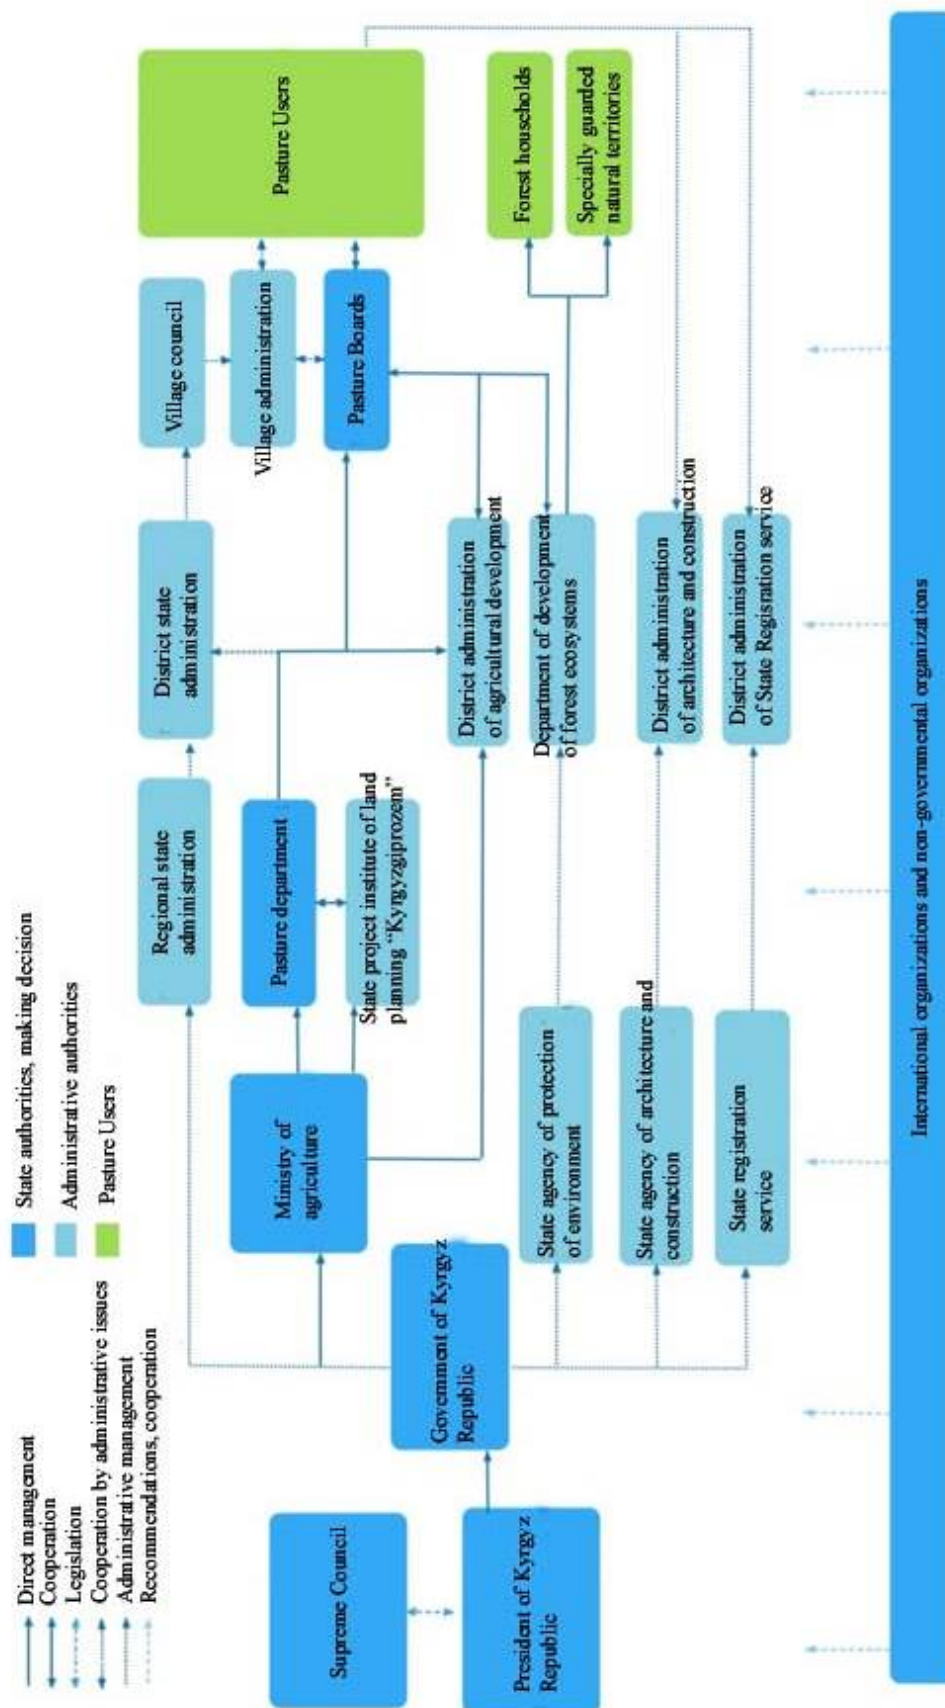 Direct management
Cooperation
Legislation
Cooperation by administrative issues
Administrative management
Recommendations, cooperation
State authorities, making decision
Administrative authorities
Pasture Users
Supreme Council
President of Kyrgyz
Republic
Government of Kyrgyz
Republic
Ministry of
agriculture
Regional state
administration
Pasture department
State project institute of land
planning “Kyrgyzgiprozem”
State agency of protection
of environment
State agency of architecture and
construction
State registration
service
District state
administration
District administration
of agricultural development
Department of development
of forest ecosystems
District administration
of architecture and construction
District administration
of State Regisration service
Village council
Village administration
Pasture Boards
Pasture Users
Forest households
Specially guarded
natural territories
International organizations and non-governmental organizations